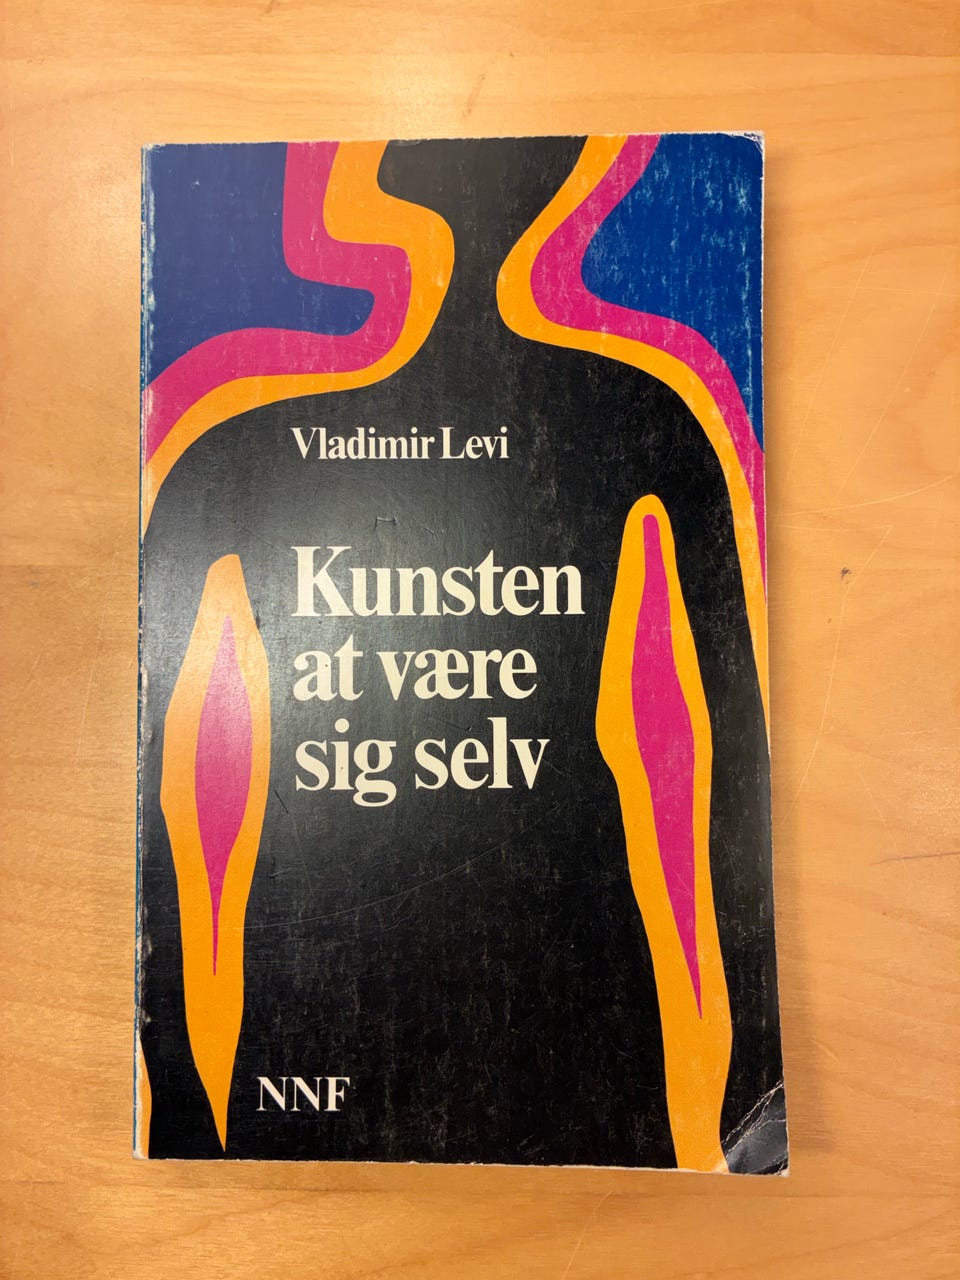 Vladimir Levi
Kunsten
at være
sig selv
NNF